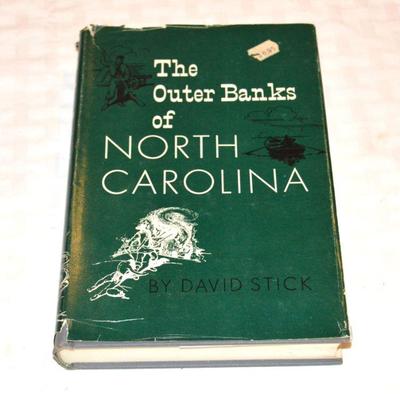 The
Outer Banks
of
NORTH
CAROLINA
BY DAVID STICK